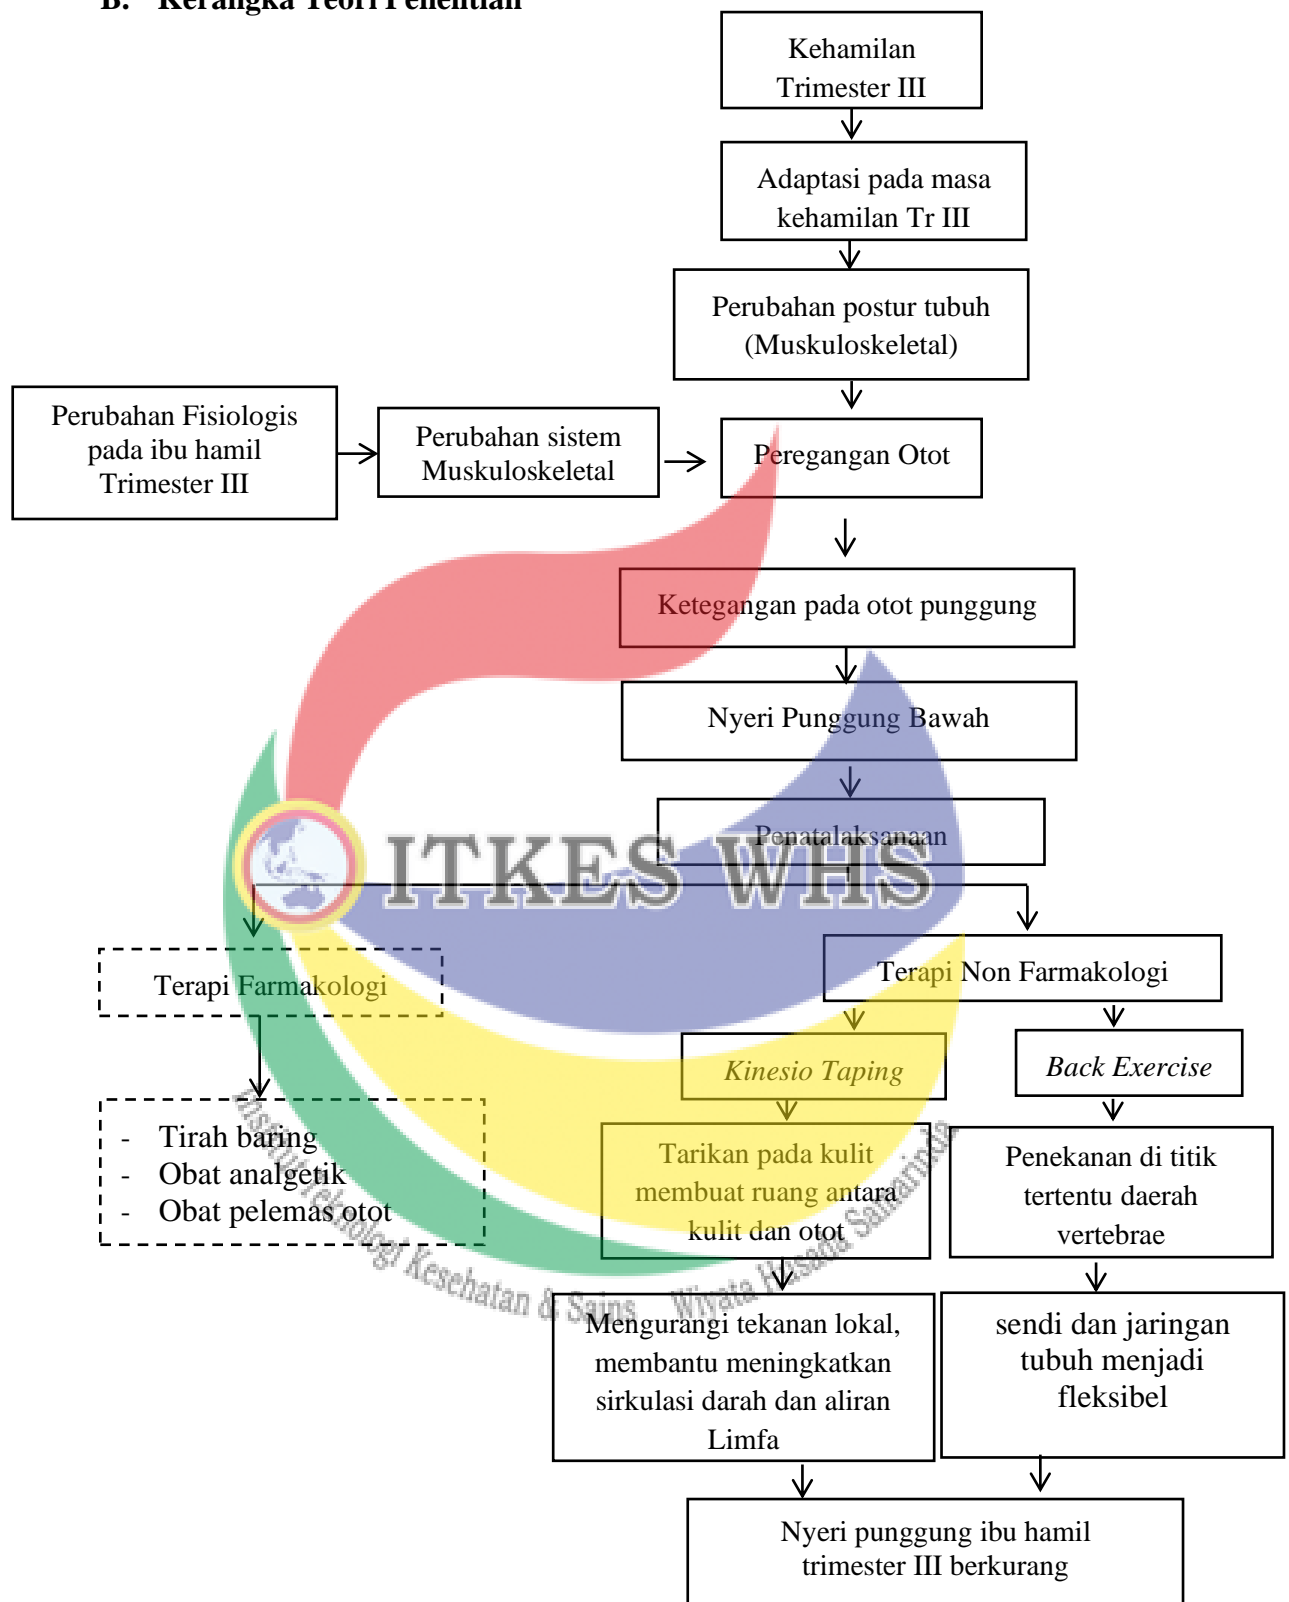 B. Kerangka Teori Penelitian
Kehamilan
Trimester III
Adaptasi pada masa
kehamilan Tr III
Perubahan postur tubuh
(Muskuloskeletal)
Perubahan Fisiologis
pada ibu hamil
Trimester III
Perubahan sistem
Muskuloskeletal
Peregangan Otot
Ketegangan pada otot punggung
Nyeri Punggung Bawah
Penatalaksanaan
ITKES WHS
Terapi Farmakologi
Terapi Non Farmakologi
Kinesio Taping
Back Exercise
- Tirah baring
- Obat analgetik
- Obat pelemas otot
Tarikan pada kulit
membuat ruang antara
kulit dan otot
Penekanan di titik
tertentu daerah
vertebrae
Institut Teknologi Kesehatan & Sains Wiyata Husada Samarinda
Mengurangi tekanan lokal,
membantu meningkatkan
sirkulasi darah dan aliran
Limfa
sendi dan jaringan
tubuh menjadi
fleksibel
Nyeri punggung ibu hamil
trimester III berkurang